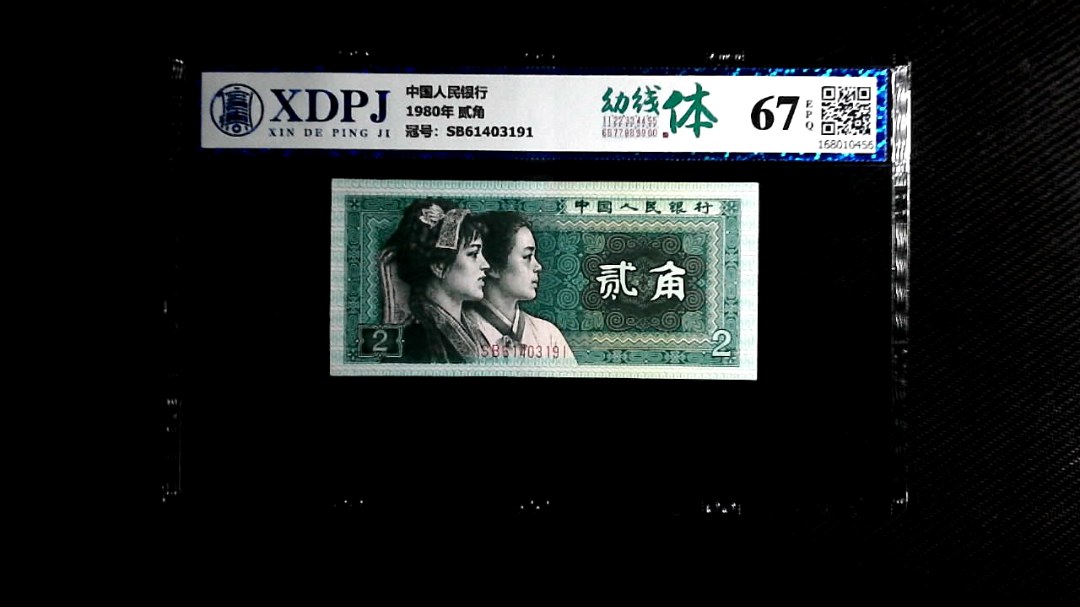 XDPJ
XIN DE PING JI
中国人民银行
1980年 贰角
冠号: SB61403191
幼线体
67
EPQ
168010456
中国人民银行
贰角
2
2
SB61403191